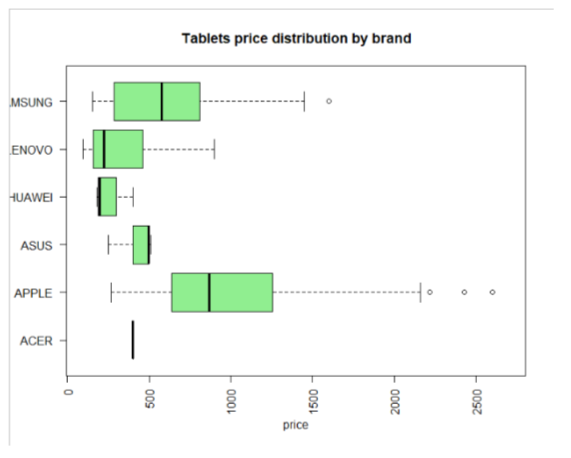 Tablets price distribution by brand
MSUNG
ENOVO
HUAWEI
ASUS
APPLE
ACER
0
500
1000
1500
2000
2500
price